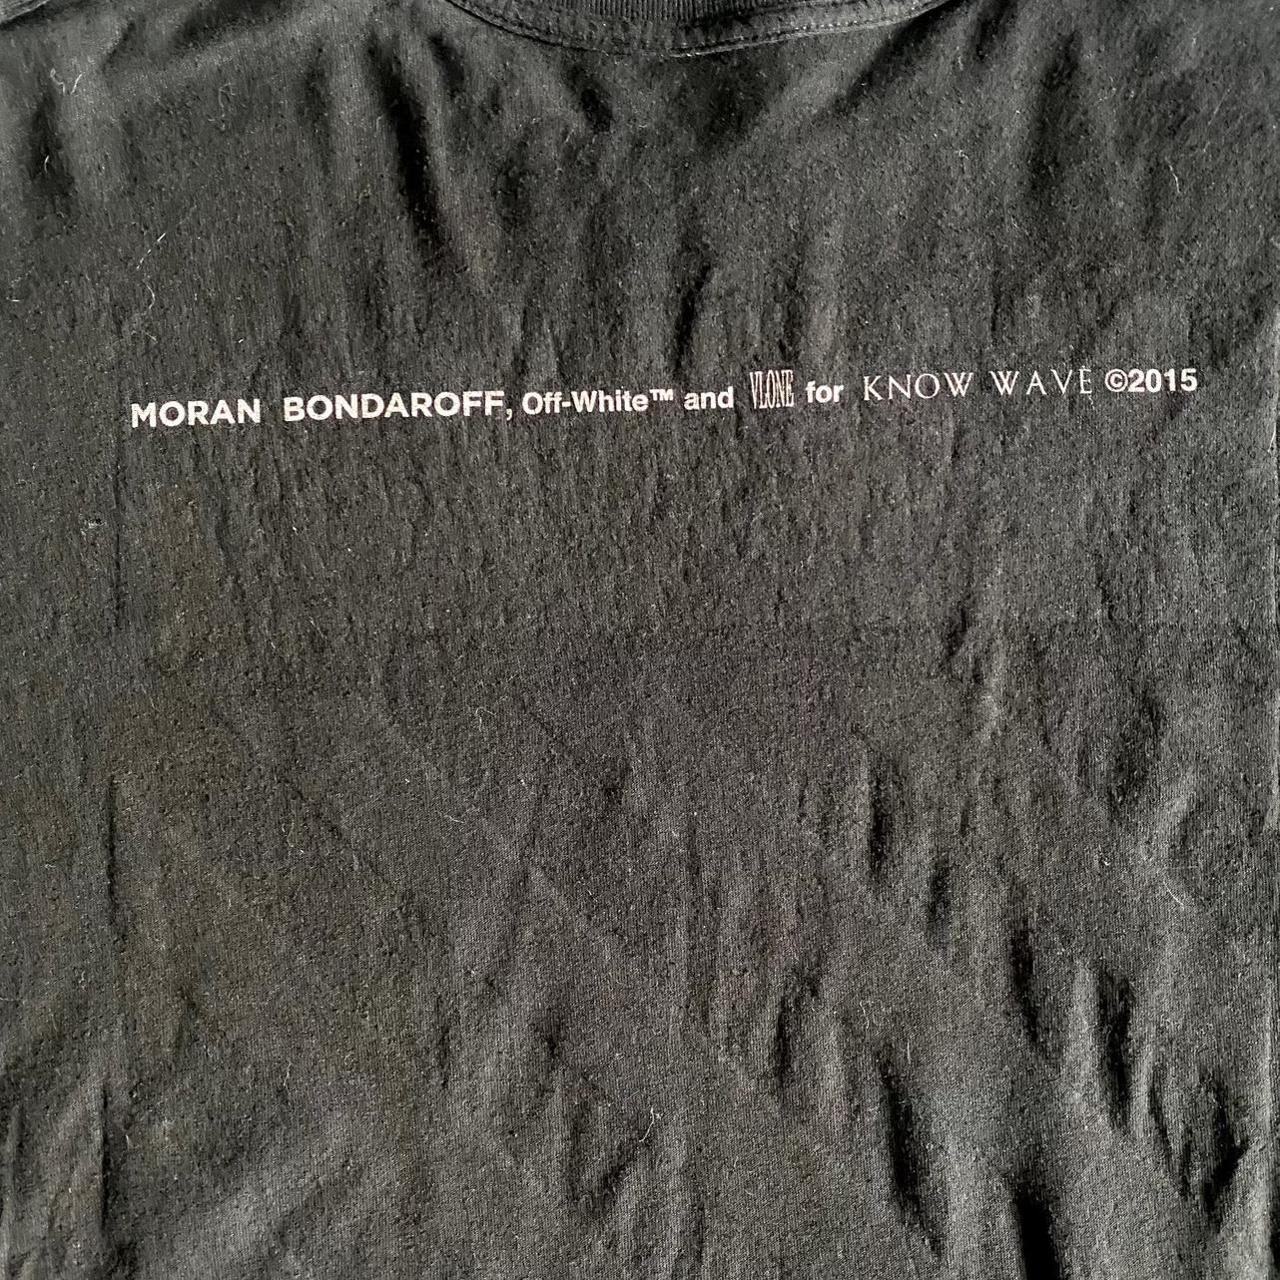 MORAN BONDAROFF, Off-White™ and VLONE for KNOW WAVE ©2015